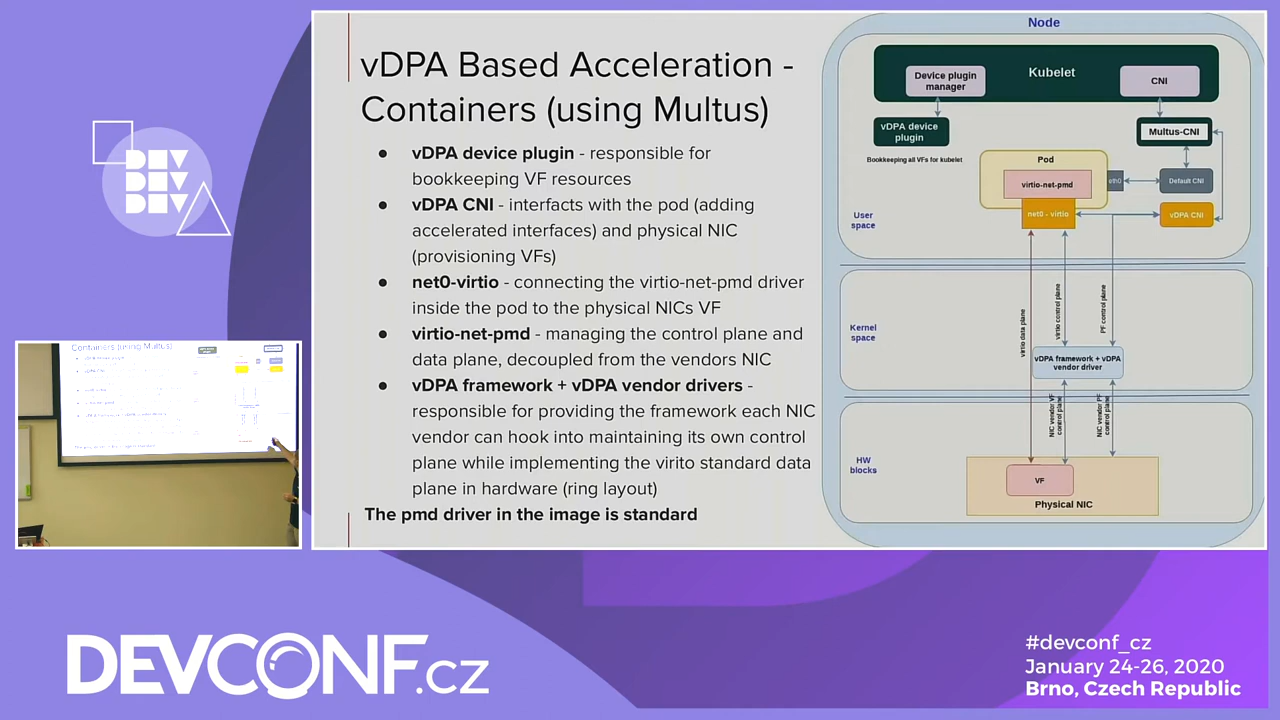 vDPA Based Acceleration -
Containers (using Multus)
● vDPA device plugin - responsible for
bookkeeping VF resources
● vDPA CNI - interfacts with the pod (adding
accelerated interfaces) and physical NIC
(provisioning VFs)
● net0-virtio - connecting the virtio-net-pmd driver
inside the pod to the physical NICs VF
● virtio-net-pmd - managing the control plane and
data plane, decoupled from the vendors NIC
● vDPA framework + vDPA vendor drivers -
responsible for providing the framework each NIC
vendor can hook into maintaining its own control
plane while implementing the virito standard data
plane in hardware (ring layout)
The pmd driver in the image is standard
Node
Kubelet
Device plugin
manager
CNI
vDPA device
plugin
Multus-CNI
Bookkeeping all VFs for kubelet
Pod
virtio-net-pmd
eth0
Default CNI
net0 - virtio
vDPA CNI
User
space
Kernel
space
virtio data plane
virtio control plane
PF control plane
vDPA framework + vDPA
vendor driver
NIC vendor VF
control plane
NIC vendor PF
control plane
HW
blocks
VF
Physical NIC
DEV
DEV
DEV
Containers (using Multus)
DEVCONF.cz
#devconf_cz
January 24-26, 2020
Brno, Czech Republic